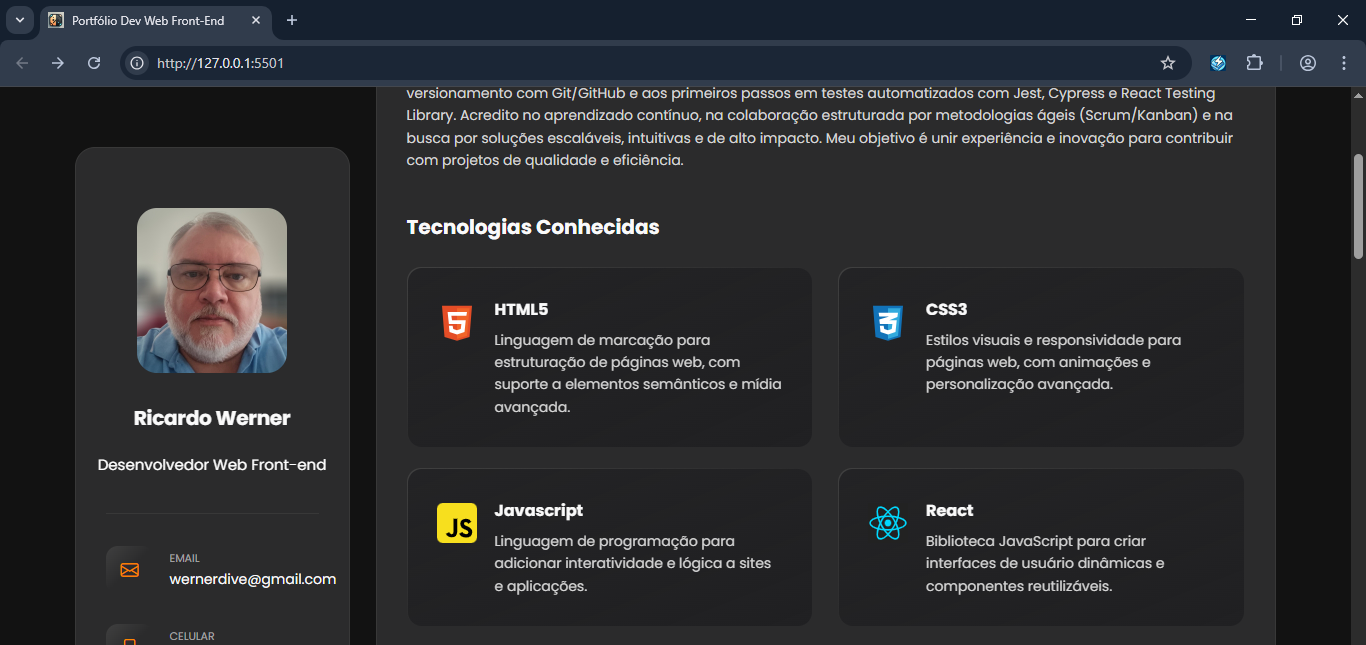 Portfólio Dev Web Front-End
http://127.0.0.1:5501
versionamento com Git/GitHub e aos primeiros passos em testes automatizados com Jest, Cypress e React Testing
Library. Acredito no aprendizado contínuo, na colaboração estruturada por metodologias ágeis (Scrum/Kanban) e na
busca por soluções escaláveis, intuitivas e de alto impacto. Meu objetivo é unir experiência e inovação para contribuir
com projetos de qualidade e eficiência.
Ricardo Werner
Desenvolvedor Web Front-end
EMAIL
wernerdive@gmail.com
CELULAR
Tecnologias Conhecidas
HTML5
Linguagem de marcação para
estruturação de páginas web, com
suporte a elementos semânticos e mídia
avançada.
CSS3
Estilos visuais e responsividade para
páginas web, com animações e
personalização avançada.
JS
Javascript
Linguagem de programação para
adicionar interatividade e lógica a sites
e aplicações.
React
Biblioteca JavaScript para criar
interfaces de usuário dinâmicas e
componentes reutilizáveis.